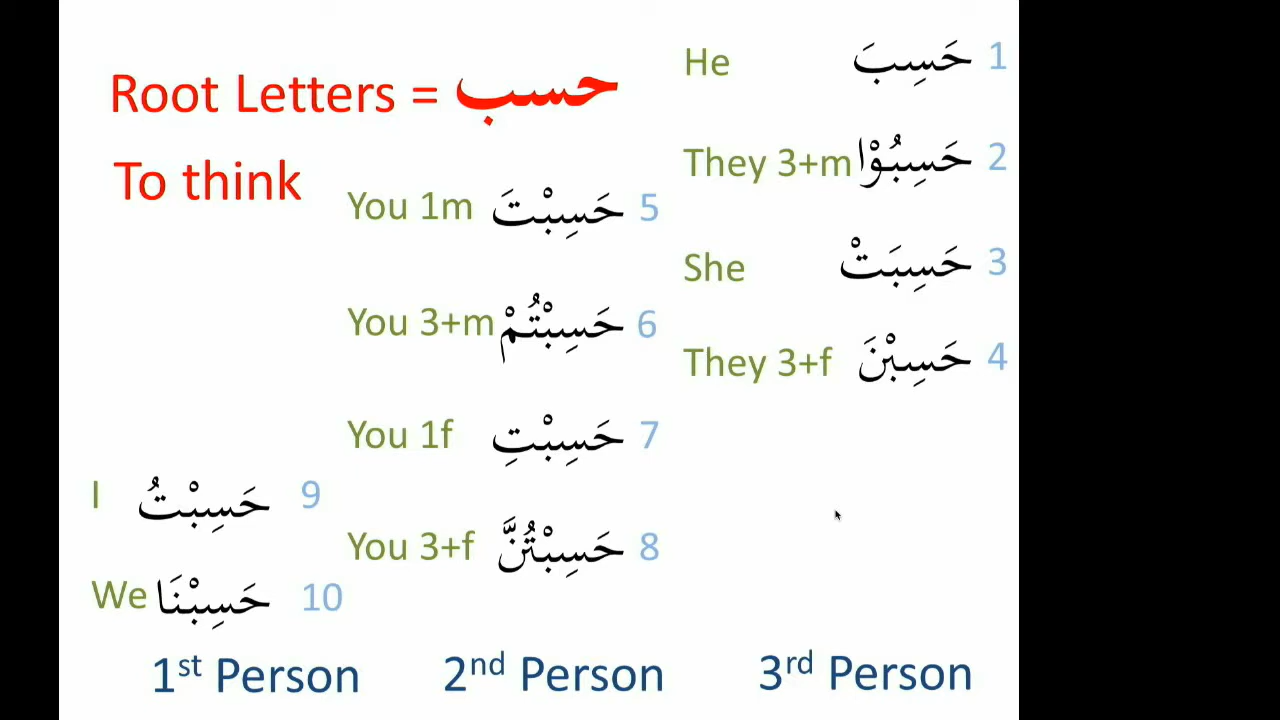 Root Letters = حسب
To think
He حَسِبَ 1
They 3+m حَسِبُوْا 2
She حَسِبَتْ 3
They 3+f حَسِبْنَ 4
You 1m حَسِبْتَ 5
You 3+m حَسِبْتُمْ 6
You 1f حَسِبْتِ 7
You 3+f حَسِبْتُنَّ 8
I حَسِبْتُ 9
We حَسِبْنَا 10
1st Person 2nd Person 3rd Person